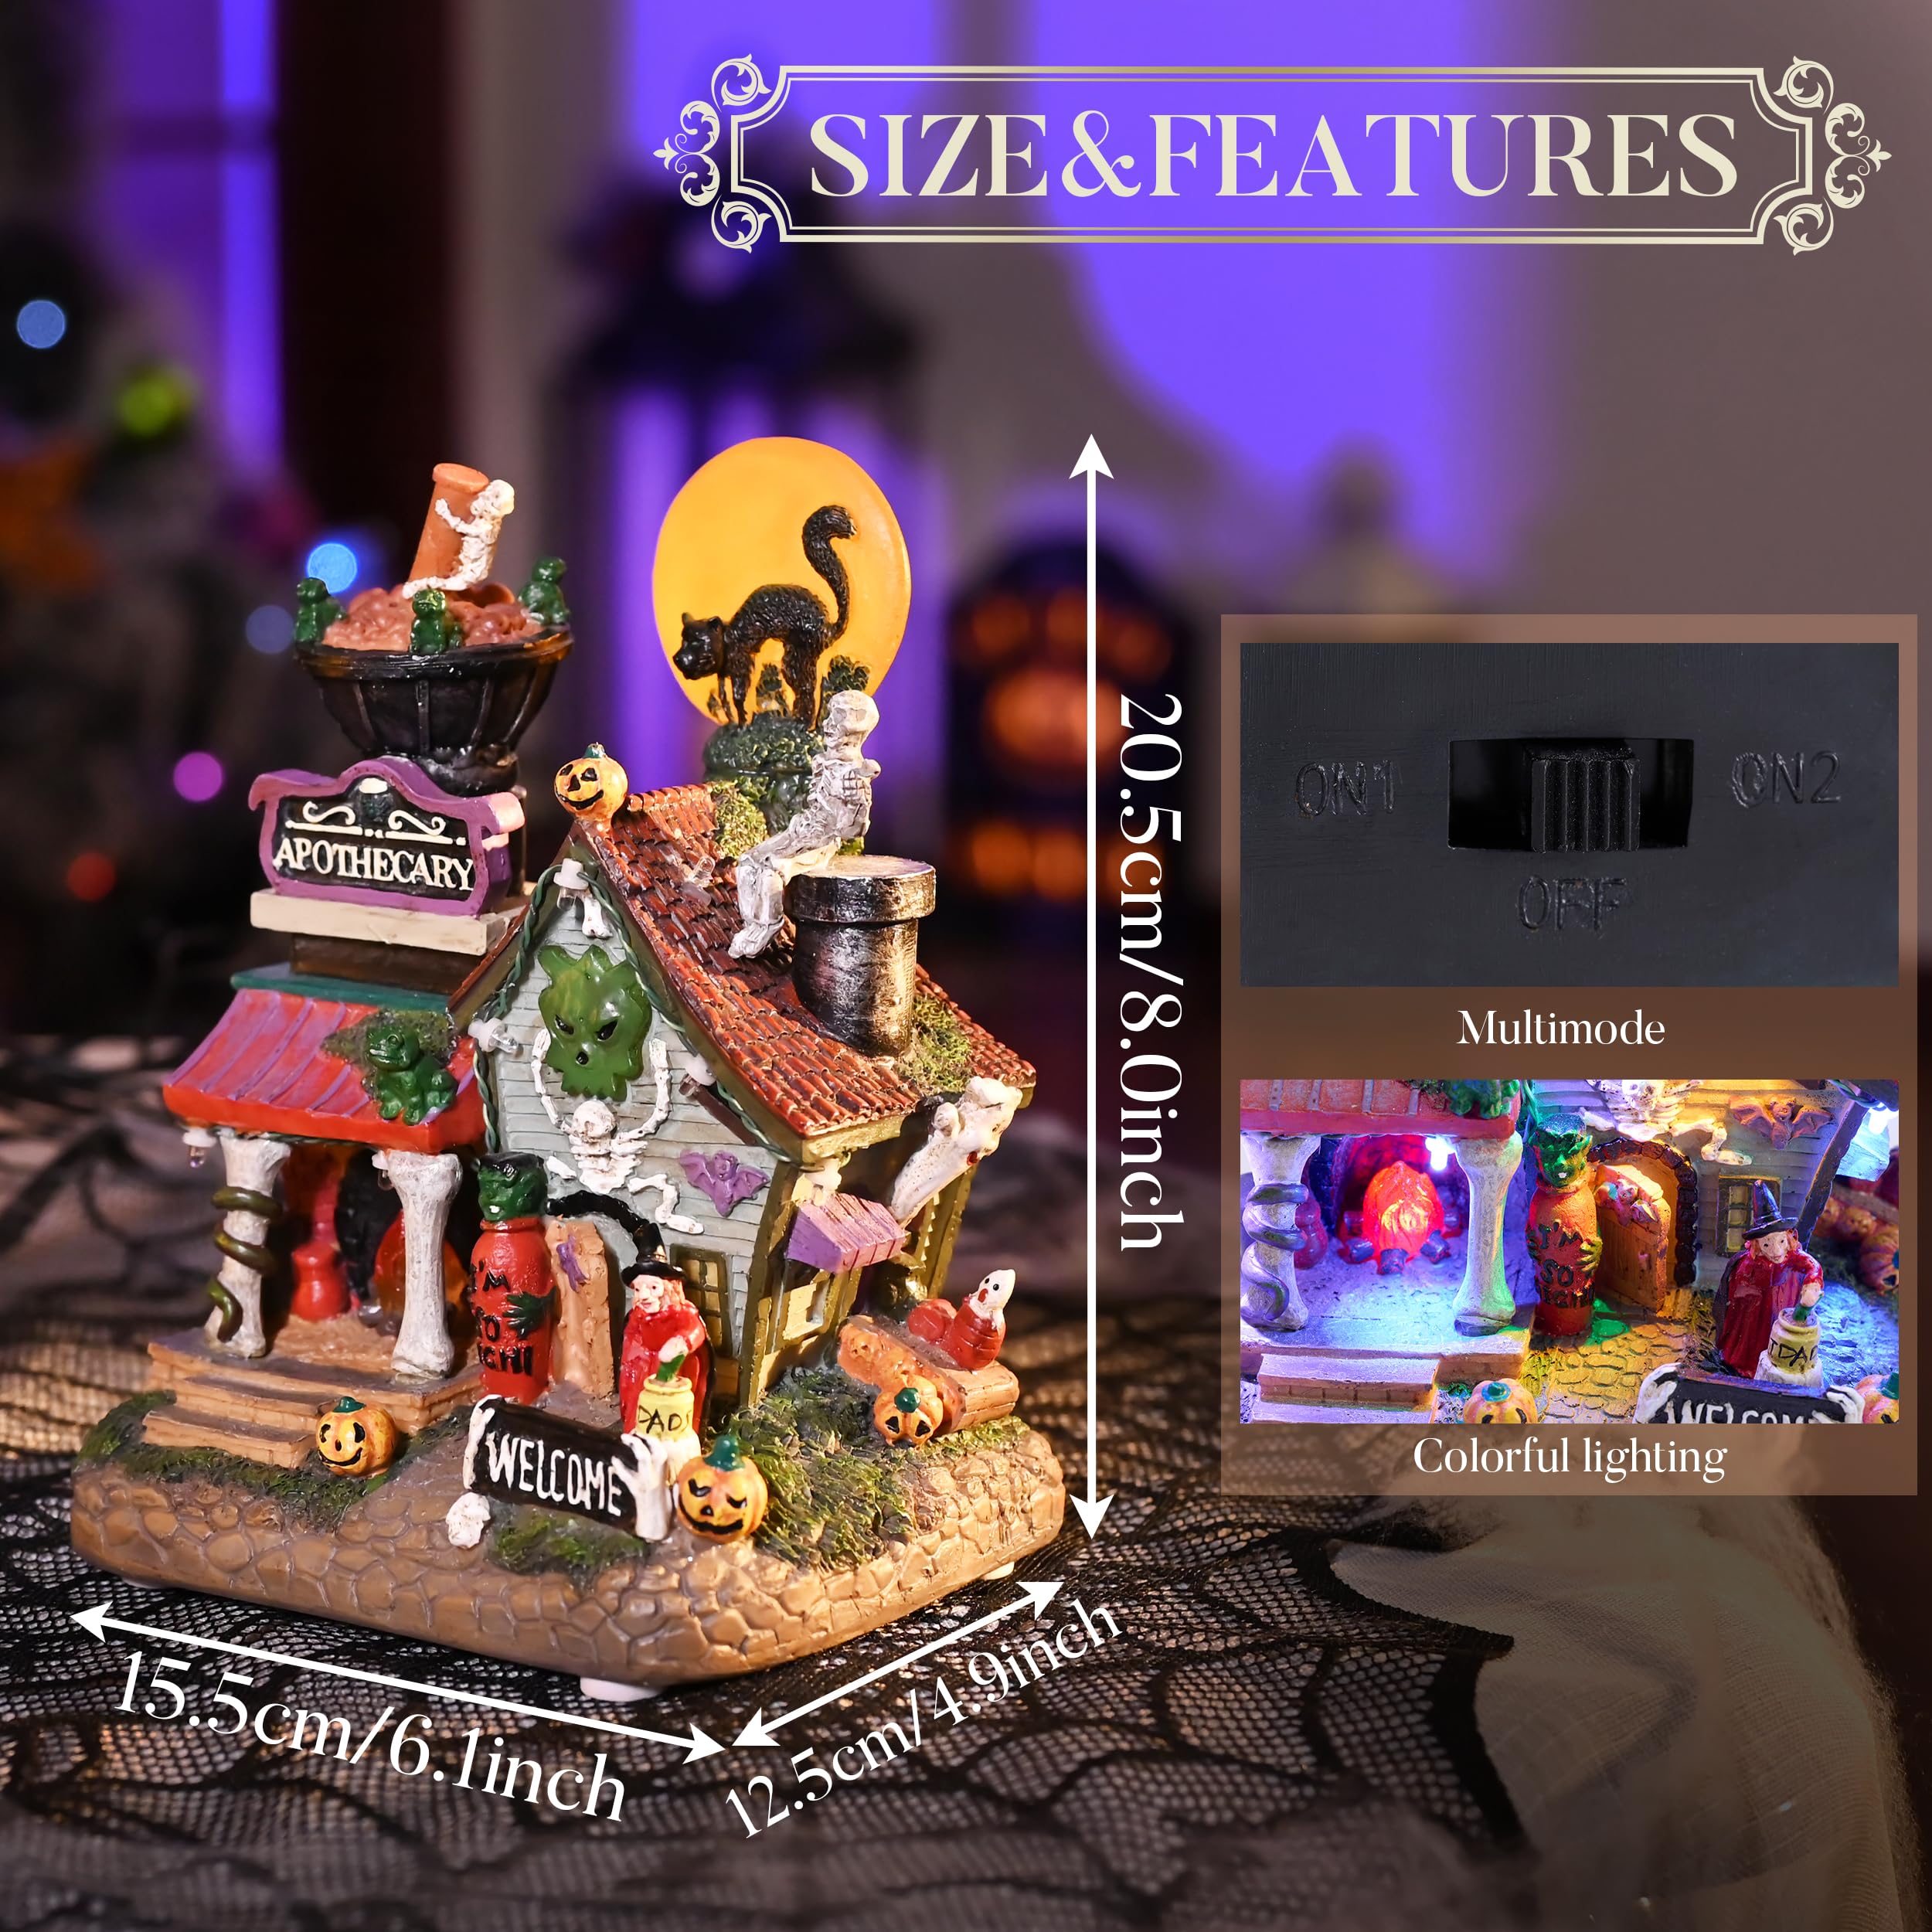 SIZE&FEATURES
APOTHECARY
20.5cm/8.0inch
ON1
ON2
OFF
Multimode
I'M
SO
WELCOME
Colorful lighting
15.5cm/6.1inch
12.5cm/4.9inch